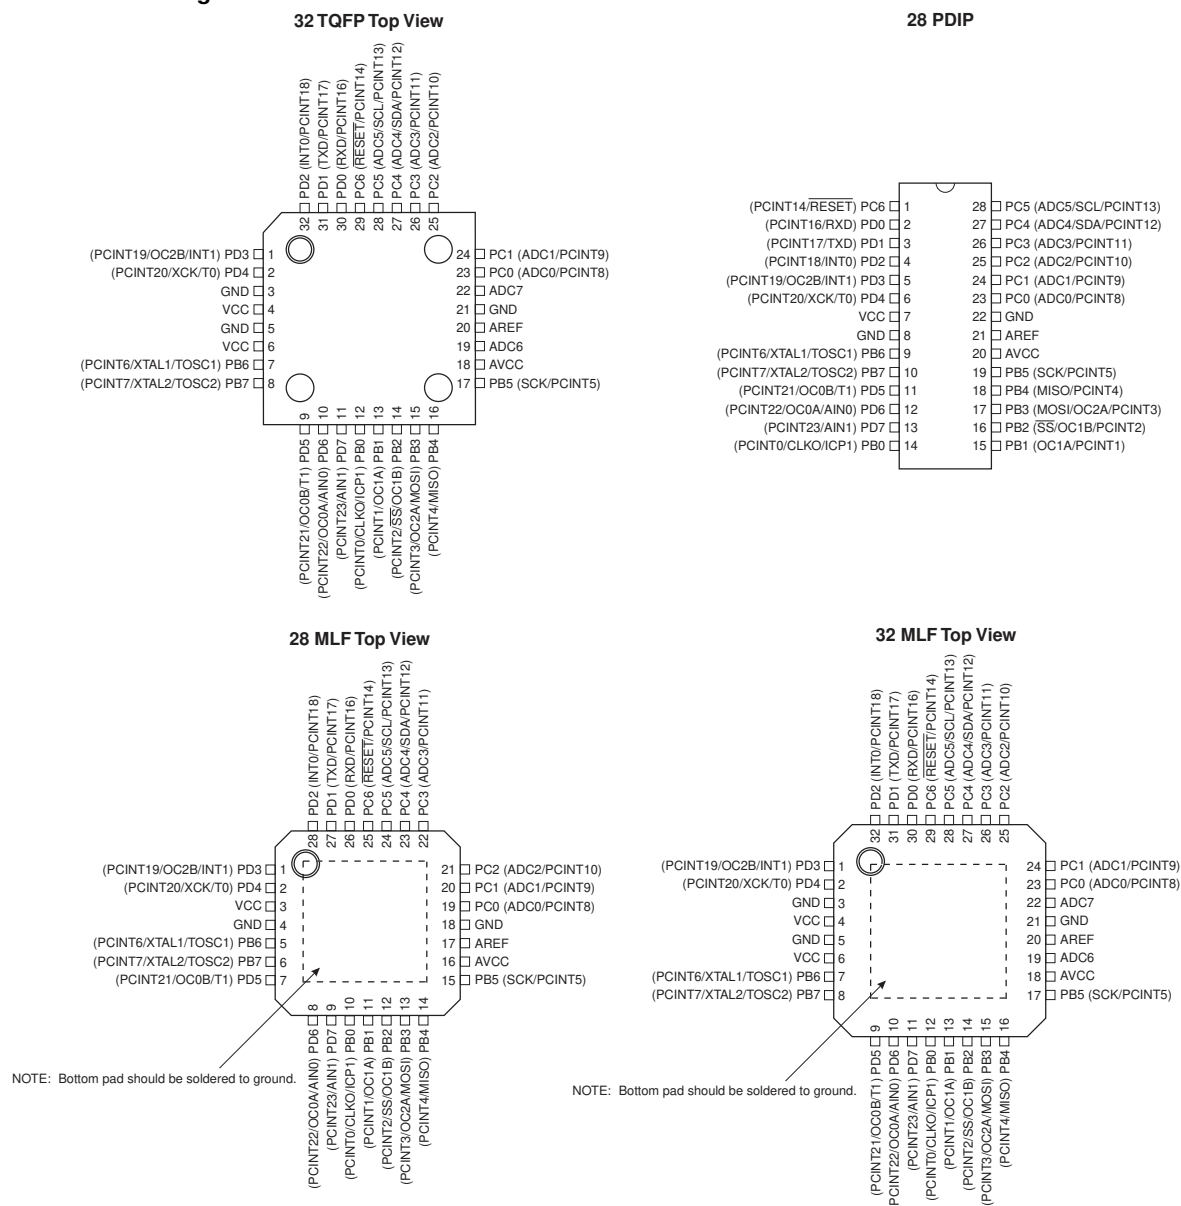 32 TQFP Top View
PD2 (INT0/PCINT18)
PD1 (TXD/PCINT17)
PD0 (RXD/PCINT16)
PC6 (RESET/PCINT14)
PC5 (ADC5/SCL/PCINT13)
PC4 (ADC4/SDA/PCINT12)
PC3 (ADC3/PCINT11)
PC2 (ADC2/PCINT10)
32 31 30 29 28 27 26 25
(PCINT19/OC2B/INT1) PD3 1
(PCINT20/XCK/T0) PD4 2
GND 3
VCC 4
GND 5
VCC 6
(PCINT6/XTAL1/TOSC1) PB6 7
(PCINT7/XTAL2/TOSC2) PB7 8
24 PC1 (ADC1/PCINT9)
23 PC0 (ADC0/PCINT8)
22 ADC7
21 GND
20 AREF
19 ADC6
18 AVCC
17 PB5 (SCK/PCINT5)
9 10 11 12 13 14 15 16
(PCINT21/OC0B/T1) PD5
(PCINT22/OC0A/AIN0) PD6
(PCINT23/AIN1) PD7
(PCINT0/CLKO/ICP1) PB0
(PCINT1/OC1A) PB1
(PCINT2/SS/OC1B) PB2
(PCINT3/OC2A/MOSI) PB3
(PCINT4/MISO) PB4
28 PDIP
(PCINT14/RESET) PC6 1
(PCINT16/RXD) PD0 2
(PCINT17/TXD) PD1 3
(PCINT18/INT0) PD2 4
(PCINT19/OC2B/INT1) PD3 5
(PCINT20/XCK/T0) PD4 6
VCC 7
GND 8
(PCINT6/XTAL1/TOSC1) PB6 9
(PCINT7/XTAL2/TOSC2) PB7 10
(PCINT21/OC0B/T1) PD5 11
(PCINT22/OC0A/AIN0) PD6 12
(PCINT23/AIN1) PD7 13
(PCINT0/CLKO/ICP1) PB0 14
28 PC5 (ADC5/SCL/PCINT13)
27 PC4 (ADC4/SDA/PCINT12)
26 PC3 (ADC3/PCINT11)
25 PC2 (ADC2/PCINT10)
24 PC1 (ADC1/PCINT9)
23 PC0 (ADC0/PCINT8)
22 GND
21 AREF
20 AVCC
19 PB5 (SCK/PCINT5)
18 PB4 (MISO/PCINT4)
17 PB3 (MOSI/OC2A/PCINT3)
16 PB2 (SS/OC1B/PCINT2)
15 PB1 (OC1A/PCINT1)
28 MLF Top View
PD2 (INT0/PCINT18)
PD1 (TXD/PCINT17)
PD0 (RXD/PCINT16)
PC6 (RESET/PCINT14)
PC5 (ADC5/SCL/PCINT13)
PC4 (ADC4/SDA/PCINT12)
PC3 (ADC3/PCINT11)
28 27 26 25 24 23 22
(PCINT19/OC2B/INT1) PD3 1
(PCINT20/XCK/T0) PD4 2
VCC 3
GND 4
(PCINT6/XTAL1/TOSC1) PB6 5
(PCINT7/XTAL2/TOSC2) PB7 6
(PCINT21/OC0B/T1) PD5 7
21 PC2 (ADC2/PCINT10)
20 PC1 (ADC1/PCINT9)
19 PC0 (ADC0/PCINT8)
18 GND
17 AREF
16 AVCC
15 PB5 (SCK/PCINT5)
8 9 10 11 12 13 14
(PCINT22/OC0A/AIN0) PD6
(PCINT23/AIN1) PD7
(PCINT0/CLKO/ICP1) PB0
(PCINT1/OC1A) PB1
(PCINT2/SS/OC1B) PB2
(PCINT3/OC2A/MOSI) PB3
(PCINT4/MISO) PB4
NOTE: Bottom pad should be soldered to ground.
32 MLF Top View
PD2 (INT0/PCINT18)
PD1 (TXD/PCINT17)
PD0 (RXD/PCINT16)
PC6 (RESET/PCINT14)
PC5 (ADC5/SCL/PCINT13)
PC4 (ADC4/SDA/PCINT12)
PC3 (ADC3/PCINT11)
PC2 (ADC2/PCINT10)
32 31 30 29 28 27 26 25
(PCINT19/OC2B/INT1) PD3 1
(PCINT20/XCK/T0) PD4 2
GND 3
VCC 4
GND 5
VCC 6
(PCINT6/XTAL1/TOSC1) PB6 7
(PCINT7/XTAL2/TOSC2) PB7 8
24 PC1 (ADC1/PCINT9)
23 PC0 (ADC0/PCINT8)
22 ADC7
21 GND
20 AREF
19 ADC6
18 AVCC
17 PB5 (SCK/PCINT5)
9 10 11 12 13 14 15 16
(PCINT21/OC0B/T1) PD5
(PCINT22/OC0A/AIN0) PD6
(PCINT23/AIN1) PD7
(PCINT0/CLKO/ICP1) PB0
(PCINT1/OC1A) PB1
(PCINT2/SS/OC1B) PB2
(PCINT3/OC2A/MOSI) PB3
(PCINT4/MISO) PB4
NOTE: Bottom pad should be soldered to ground.